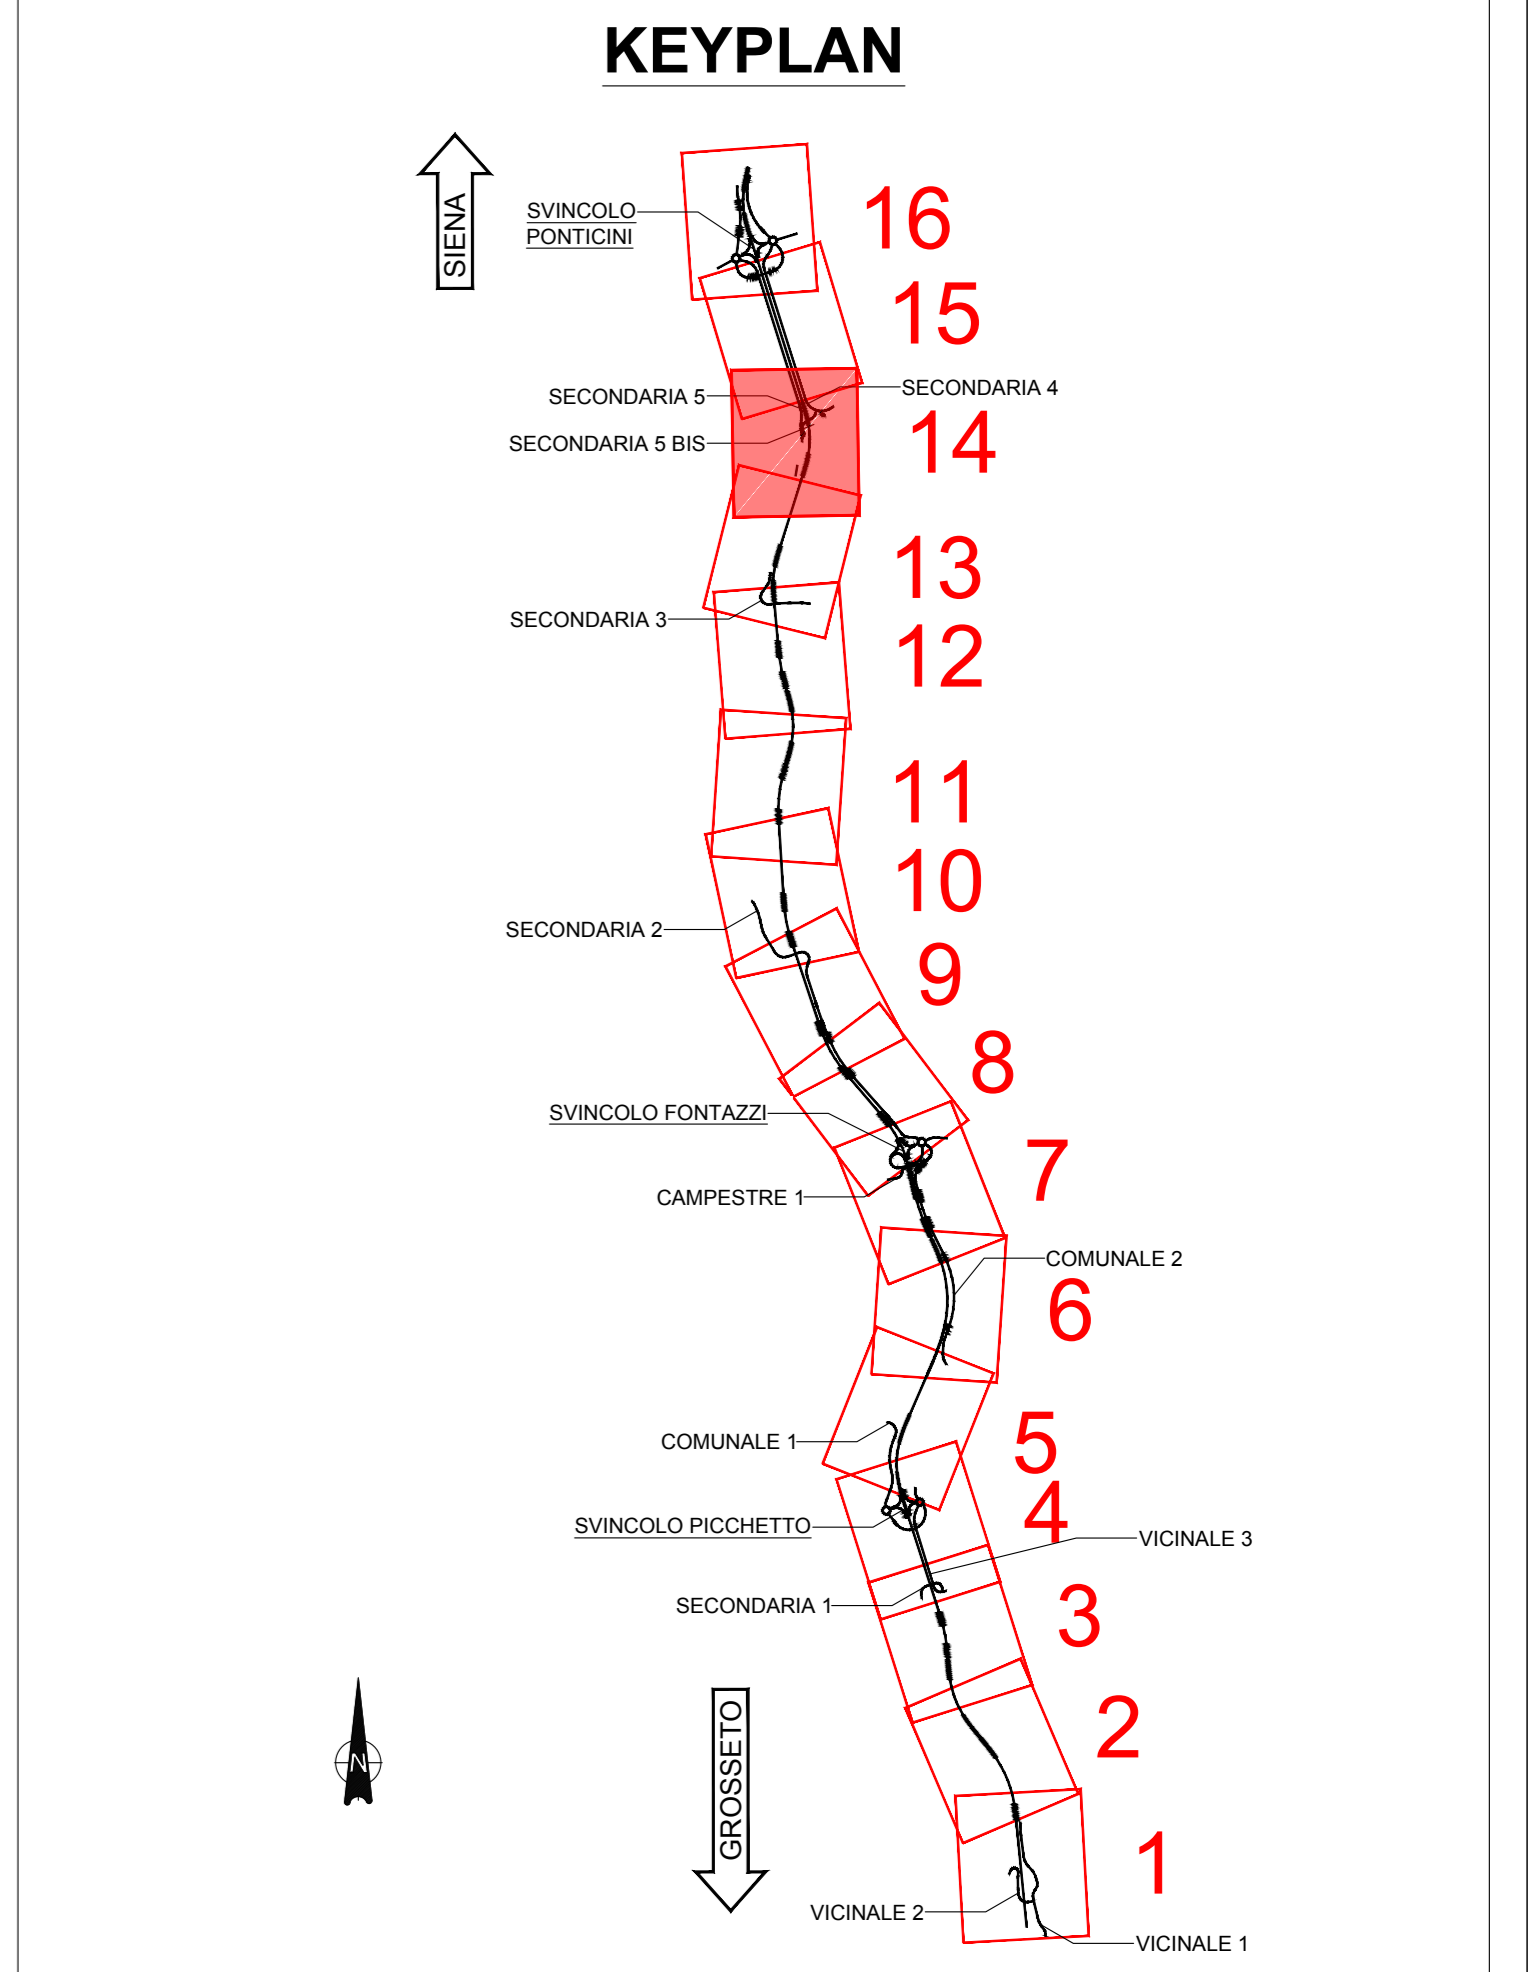 KEYPLAN
SIENA
16
SVINCOLO
PONTICINI
15
SECONDARIA 4
SECONDARIA 5
14
SECONDARIA 5 BIS
13
SECONDARIA 3
12
11
10
SECONDARIA 2
9
8
SVINCOLO FONTAZZI
7
CAMPESTRE 1
COMUNALE 2
6
COMUNALE 1
5
4
SVINCOLO PICCHETTO
VICINALE 3
SECONDARIA 1
3
2
GROSSETO
N
1
VICINALE 2
VICINALE 1